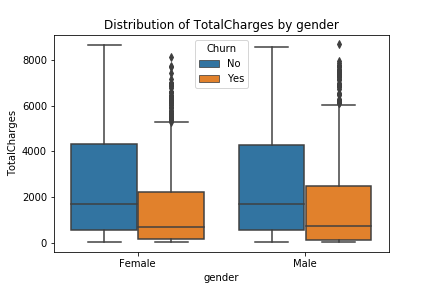 Distribution of TotalCharges by gender
Churn
No
Yes
TotalCharges
8000
6000
4000
2000
0
Female
Male
gender